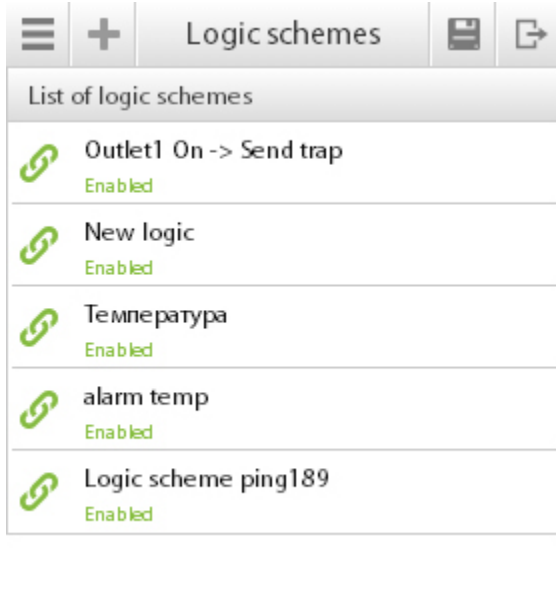 Logic schemes
List of logic schemes
Outlet1 On -> Send trap
Enabled
New logic
Enabled
Температура
Enabled
alarm temp
Enabled
Logic scheme ping189
Enabled